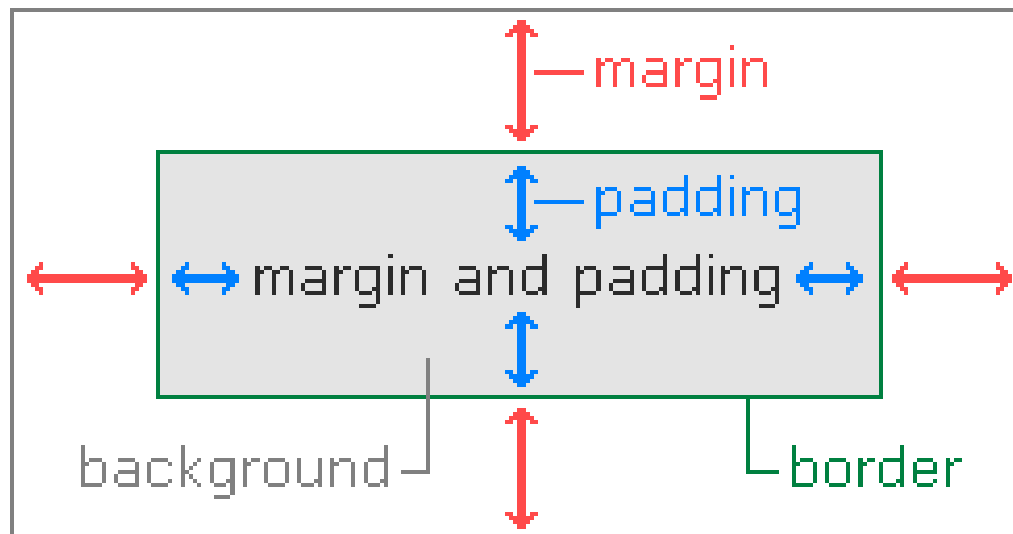 margin
padding
margin and padding
background
border